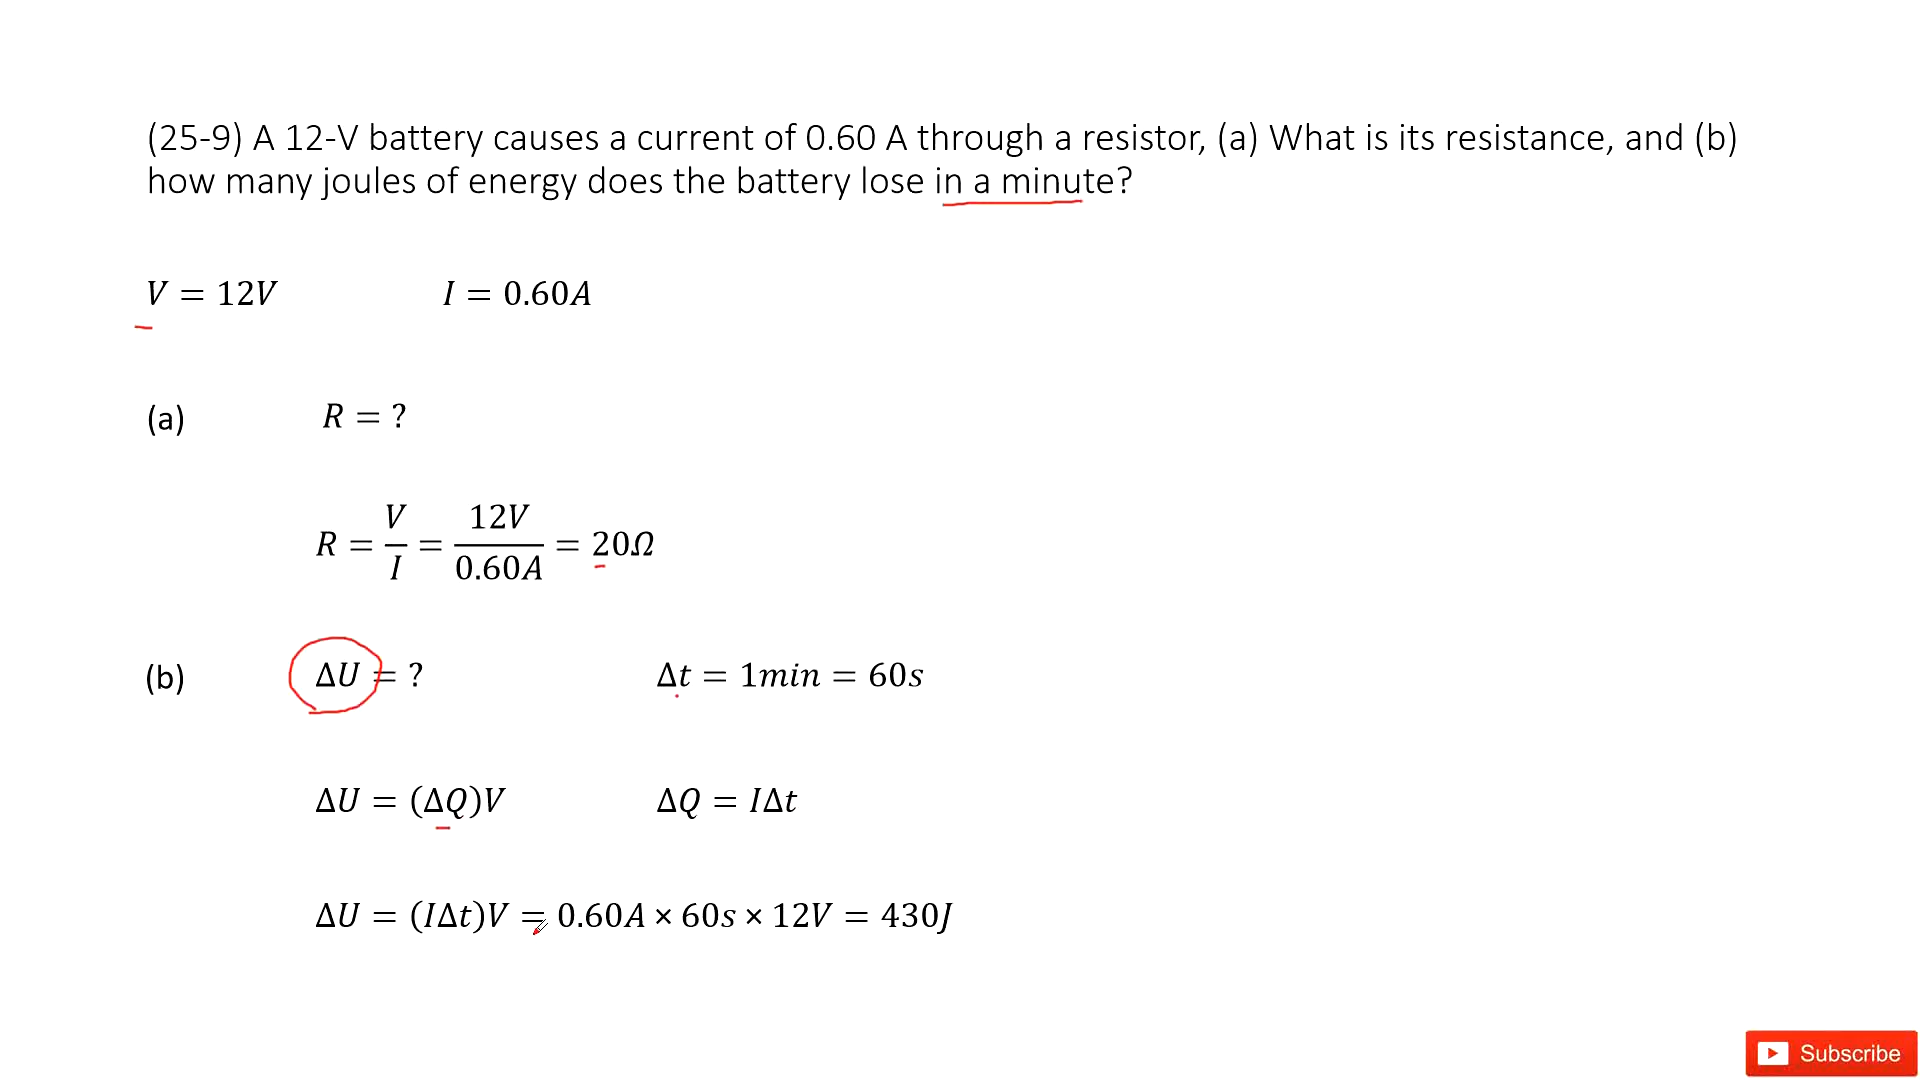 (25-9) A 12-V battery causes a current of 0.60 A through a resistor, (a) What is its resistance, and (b)
how many joules of energy does the battery lose in a minute?
V = 12V I = 0.60A
(a) R = ?
R = V/I = 12V/0.60A = 20Ω
(b) ΔU = ? Δt = 1min = 60s
ΔU = (ΔQ)V ΔQ = IΔt
ΔU = (IΔt)V = 0.60A × 60s × 12V = 430J
Subscribe